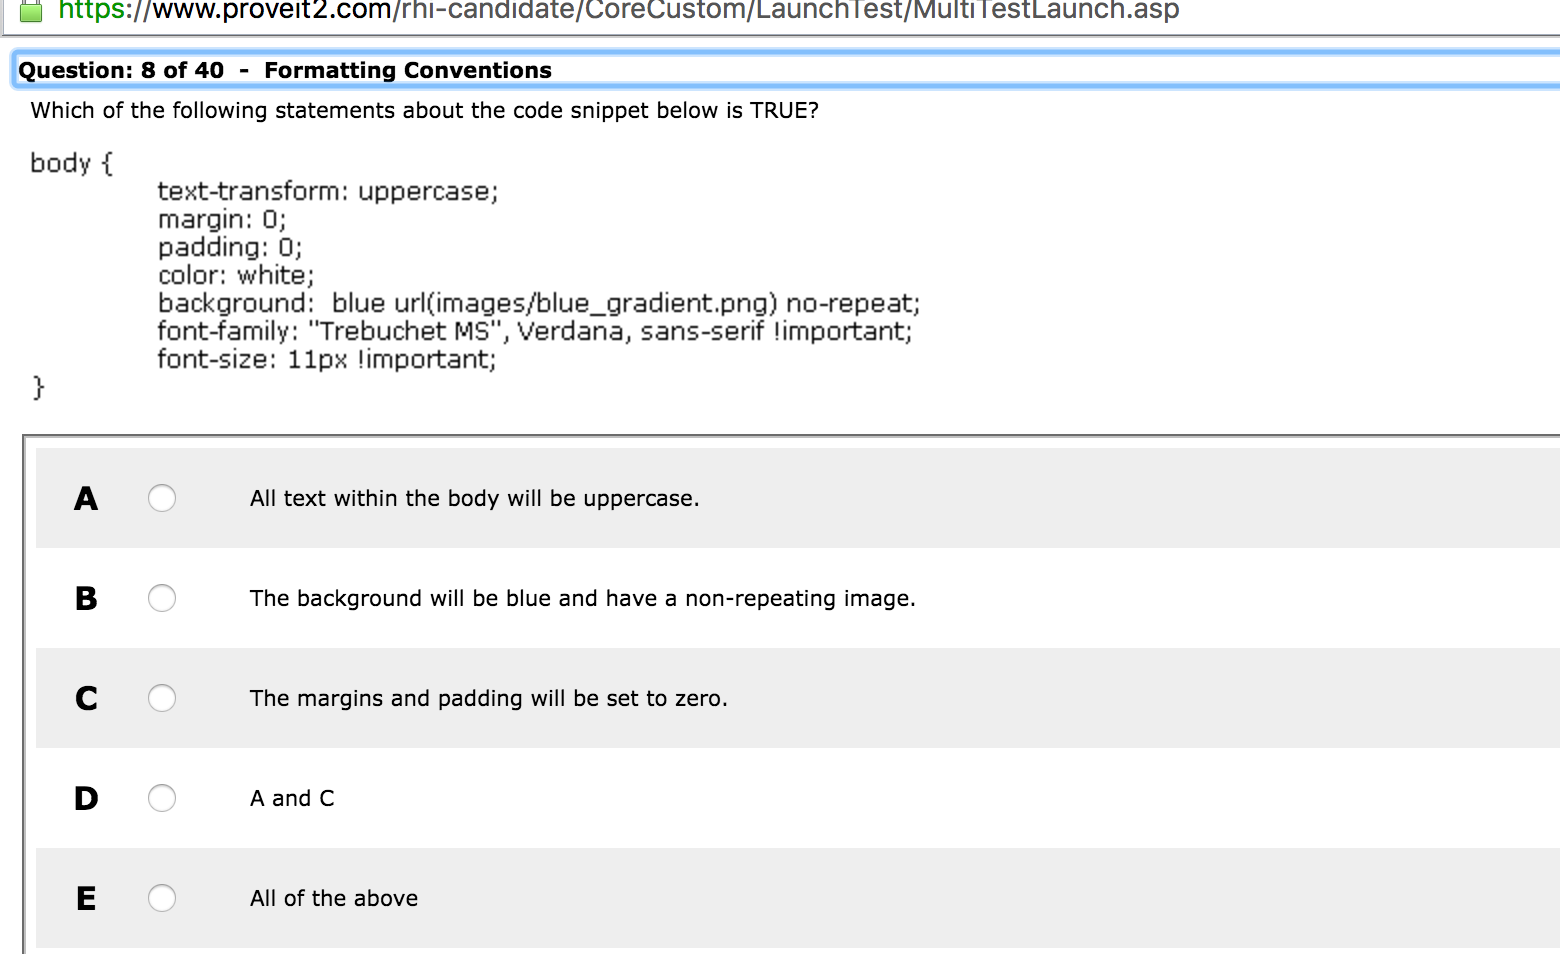 https://www.proveit2.com/rhi-candidate/CoreCustom/LaunchTest/MultiTestLaunch.asp
Question: 8 of 40 - Formatting Conventions
Which of the following statements about the code snippet below is TRUE?
body {
text-transform: uppercase;
margin: 0;
padding: 0;
color: white;
background:  blue url(images/blue_gradient.png) no-repeat;
font-family: "Trebuchet MS", Verdana, sans-serif !important;
font-size: 11px !important;
}
A All text within the body will be uppercase.
B The background will be blue and have a non-repeating image.
C The margins and padding will be set to zero.
D A and C
E All of the above